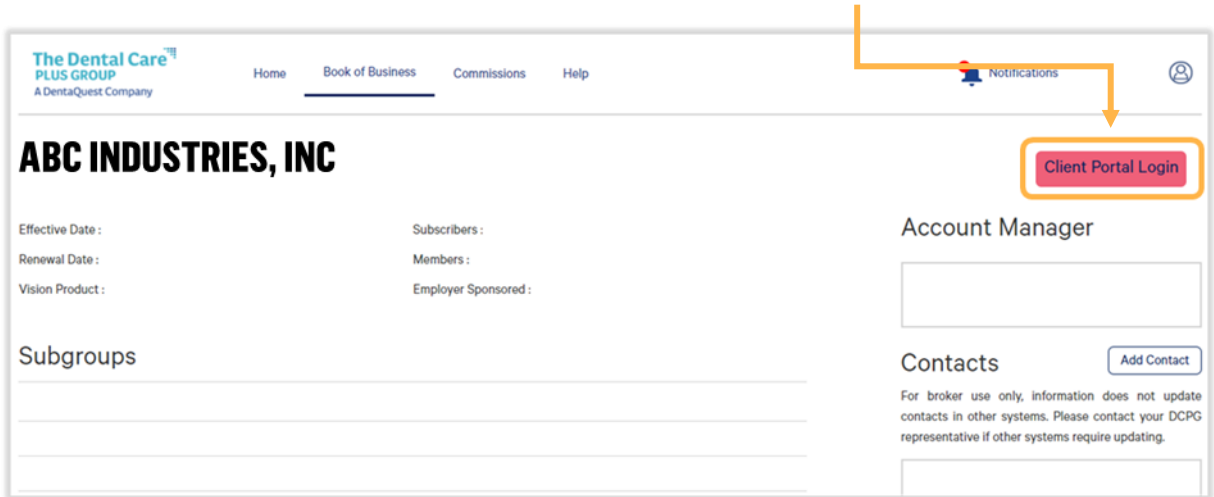 The Dental Care
PLUS GROUP
A DentaQuest Company
Home
Book of Business
Commissions
Help
Notifications
ABC INDUSTRIES, INC
Client Portal Login
Effective Date :
Renewal Date :
Vision Product :
Subscribers :
Members :
Employer Sponsored :
Subgroups
Account Manager
Contacts
Add Contact
For broker use only, information does not update
contacts in other systems. Please contact your DCPG
representative if other systems require updating.